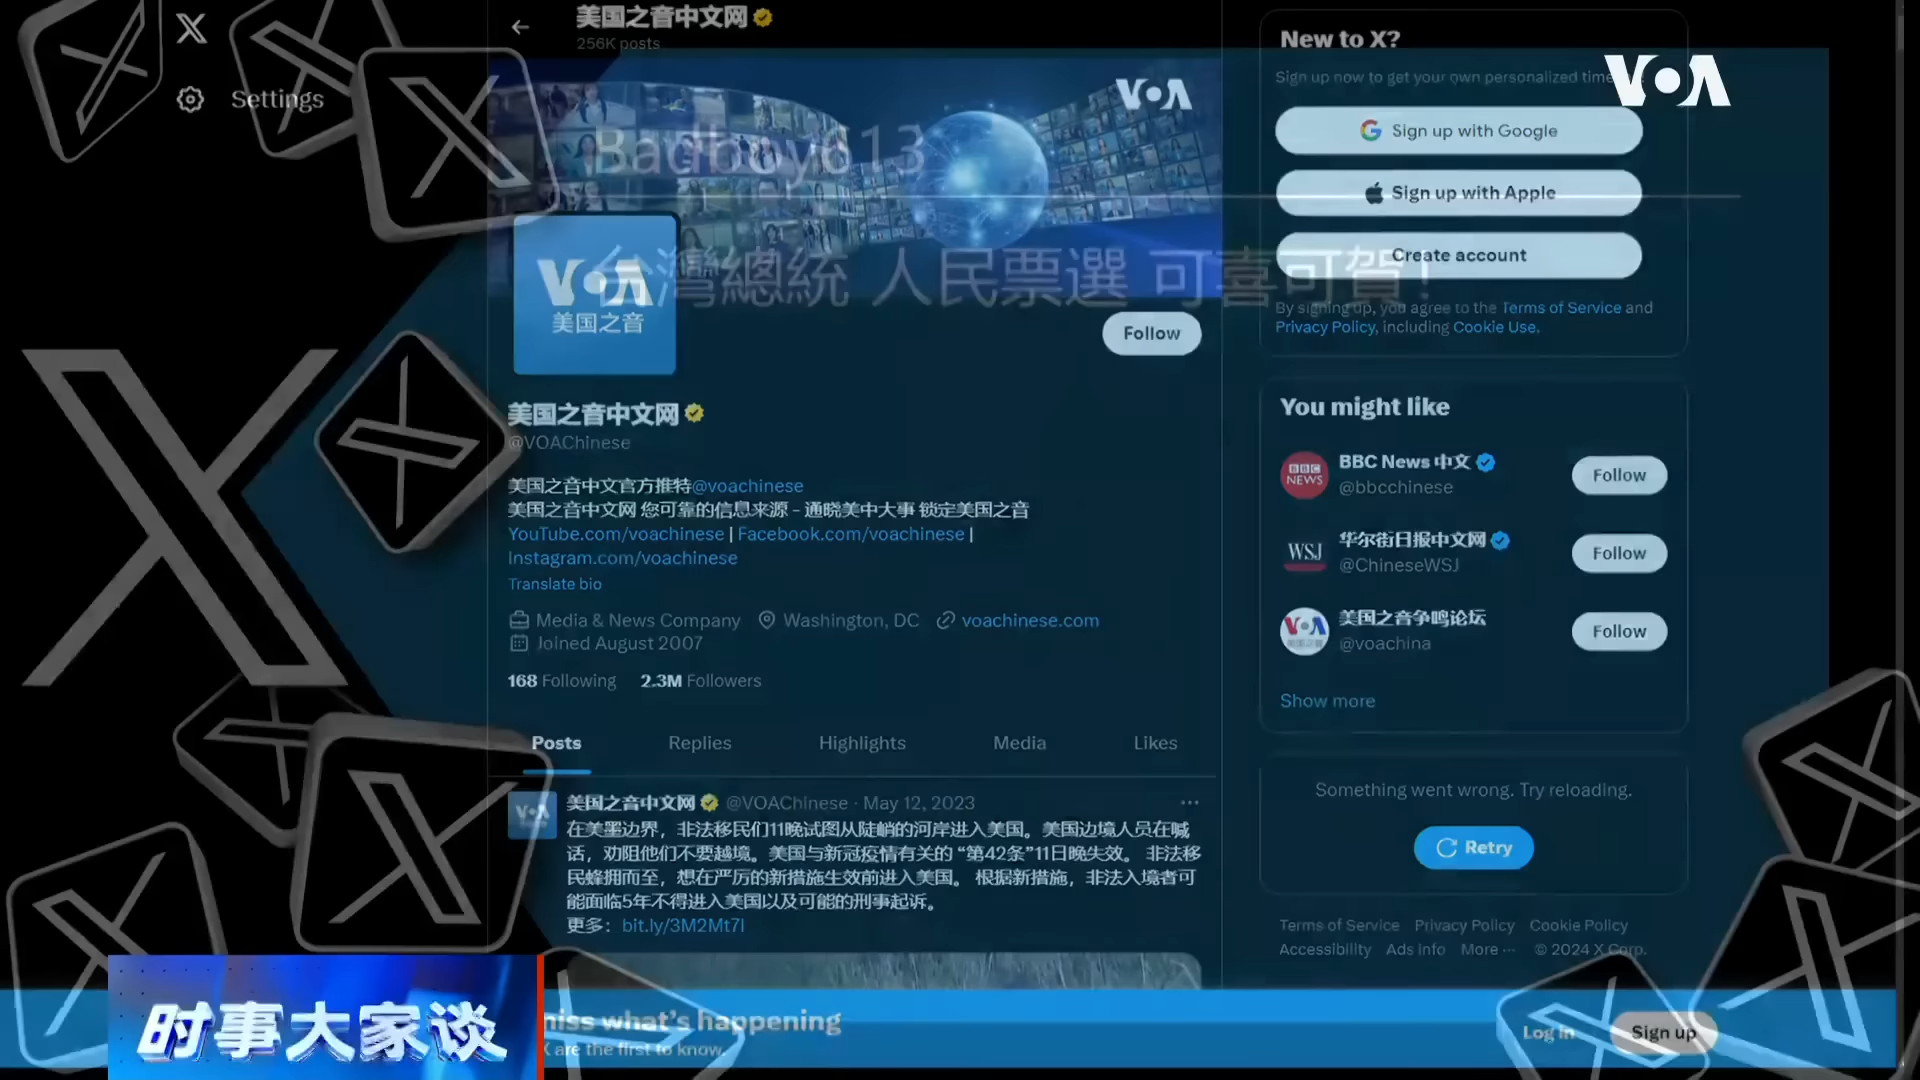 美国之音中文网
256K posts
Settings
VOA
Badboy613
台灣總統 人民票選 可喜可賀!
VOA
美国之音
Follow
美国之音中文网
@VOAChinese
美国之音中文官方推特@voachinese
美国之音中文网 您可靠的信息来源 - 通晓美中大事 锁定美国之音
YouTube.com/voachinese | Facebook.com/voachinese |
Instagram.com/voachinese
Translate bio
Media & News Company Washington, DC voachinese.com
Joined August 2007
168 Following 2.3M Followers
Posts Replies Highlights Media Likes
VOA
美国之音中文网 @VOAChinese · May 12, 2023
在美墨边界，非法移民们11晚试图从陡峭的河岸进入美国。美国边境人员在喊
话，劝阻他们不要越境。美国与新冠疫情有关的 “第42条”11日晚失效。 非法移
民蜂拥而至，想在严厉的新措施生效前进入美国。 根据新措施，非法入境者可
能面临5年不得进入美国以及可能的刑事起诉。
更多： bit.ly/3M2Mt7l
New to X?
Sign up now to get your own personalized
VOA
Sign up with Google
Sign up with Apple
Create account
By signing up, you agree to the Terms of Service and
Privacy Policy, including Cookie Use.
You might like
BBC NEWS
BBC News 中文
@bbcchinese
Follow
WSJ
华尔街日报中文网
@ChineseWSJ
Follow
VOA
美国之音争鸣论坛
@voachina
Follow
Show more
Something went wrong. Try reloading.
Retry
Terms of Service Privacy Policy Cookie Policy
Accessibility Ads info More ··· © 2024 X Corp.
时事大家谈
what's happening
are the first to know.
Log in
Sign up